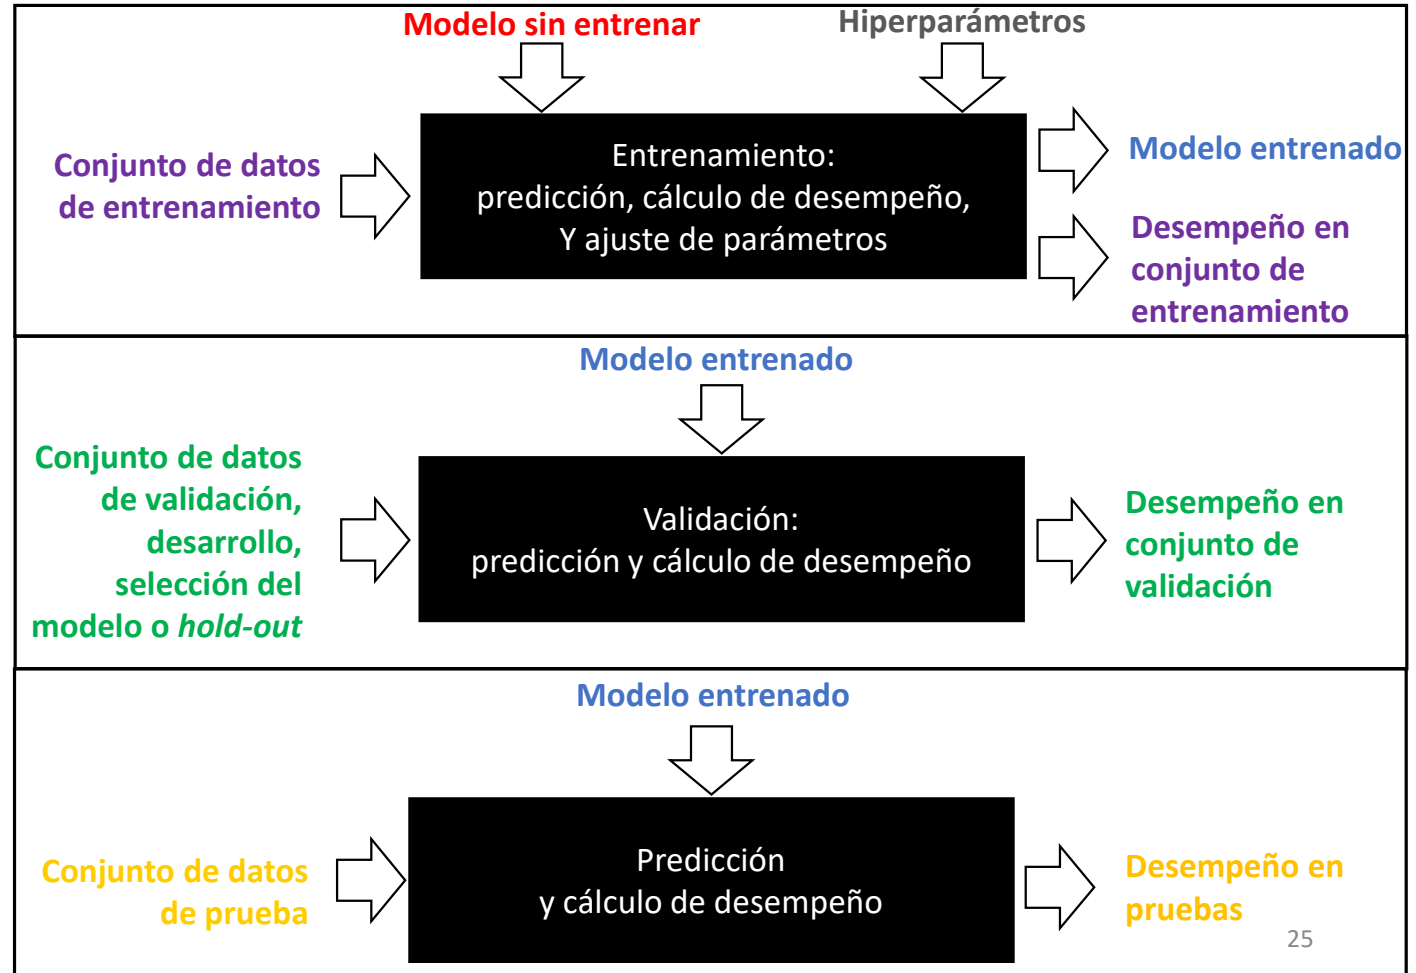 Modelo sin entrenar
Hiperparámetros
Conjunto de datos
de entrenamiento
Entrenamiento:
predicción, cálculo de desempeño,
Y ajuste de parámetros
Modelo entrenado
Desempeño en
conjunto de
entrenamiento
Modelo entrenado
Conjunto de datos
de validación,
desarrollo,
selección del
modelo o hold-out
Validación:
predicción y cálculo de desempeño
Desempeño en
conjunto de
validación
Modelo entrenado
Conjunto de datos
de prueba
Predicción
y cálculo de desempeño
Desempeño en
pruebas
25